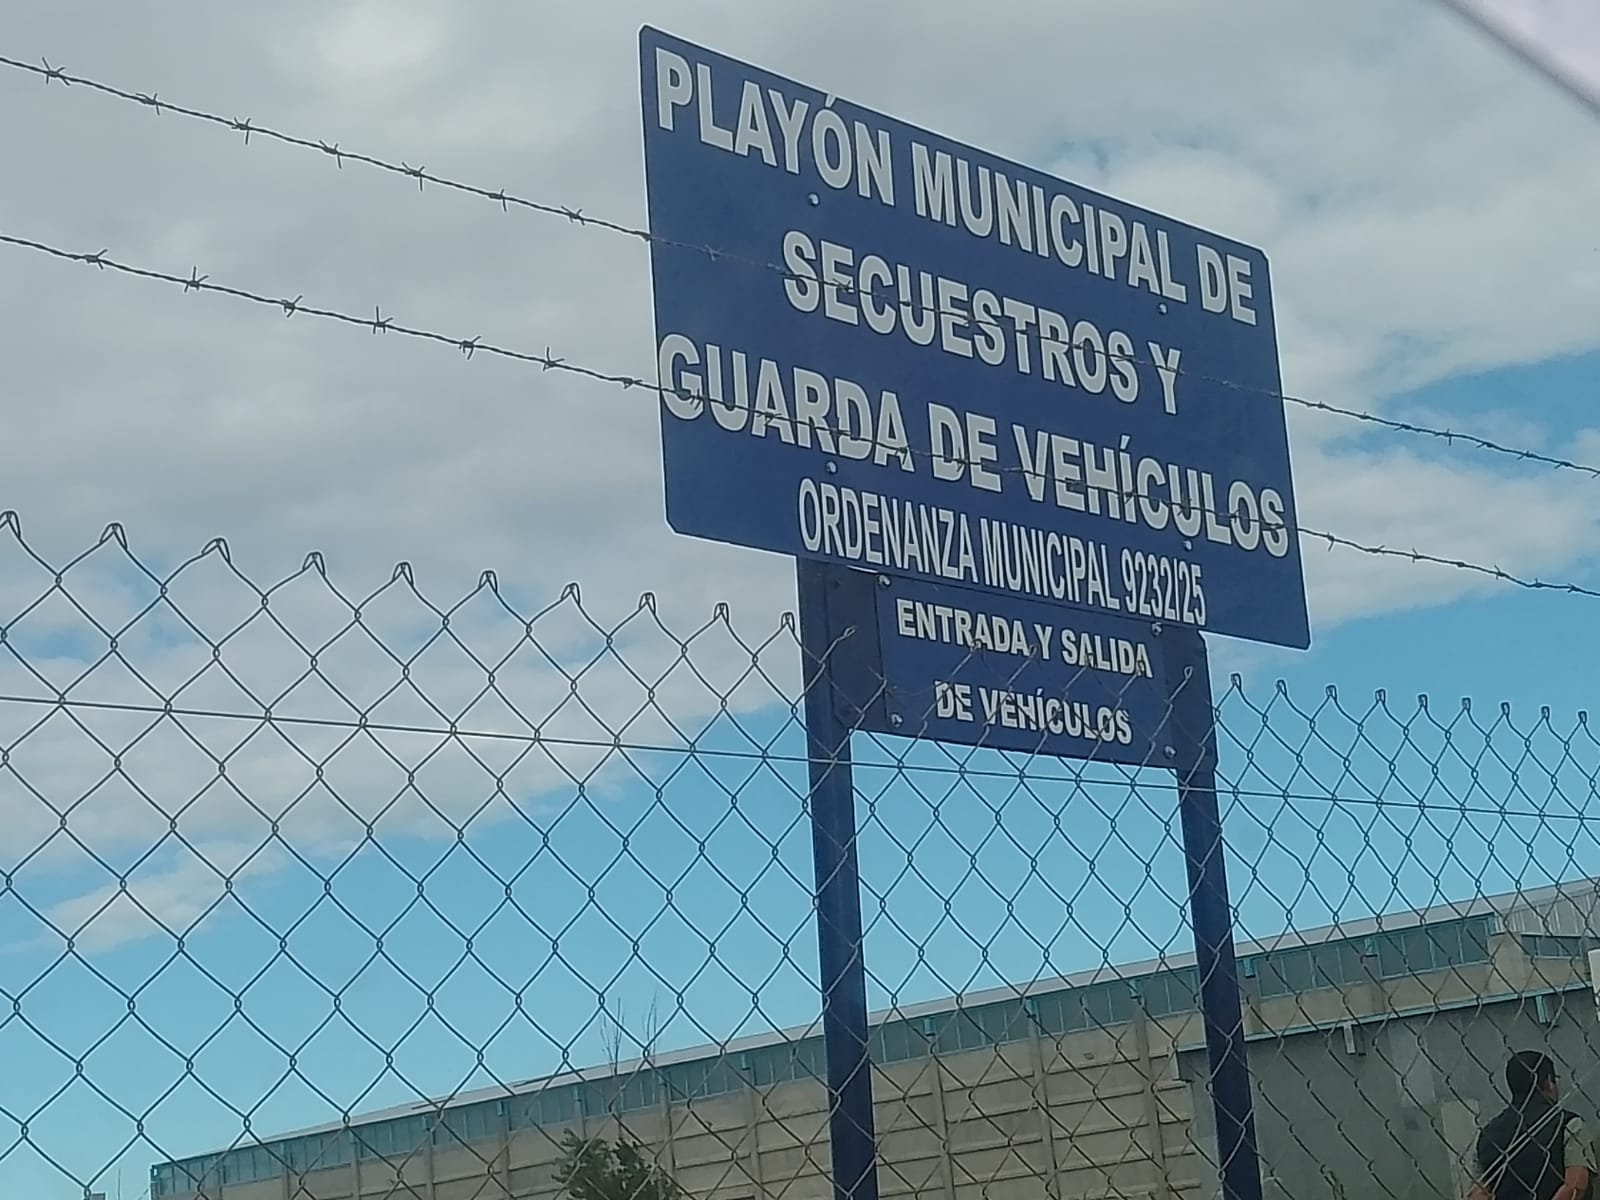 PLAYÓN MUNICIPAL DE
SECUESTROS Y
GUARDA DE VEHÍCULOS
ORDENANZA MUNICIPAL 9232/25
ENTRADA Y SALIDA
DE VEHÍCULOS